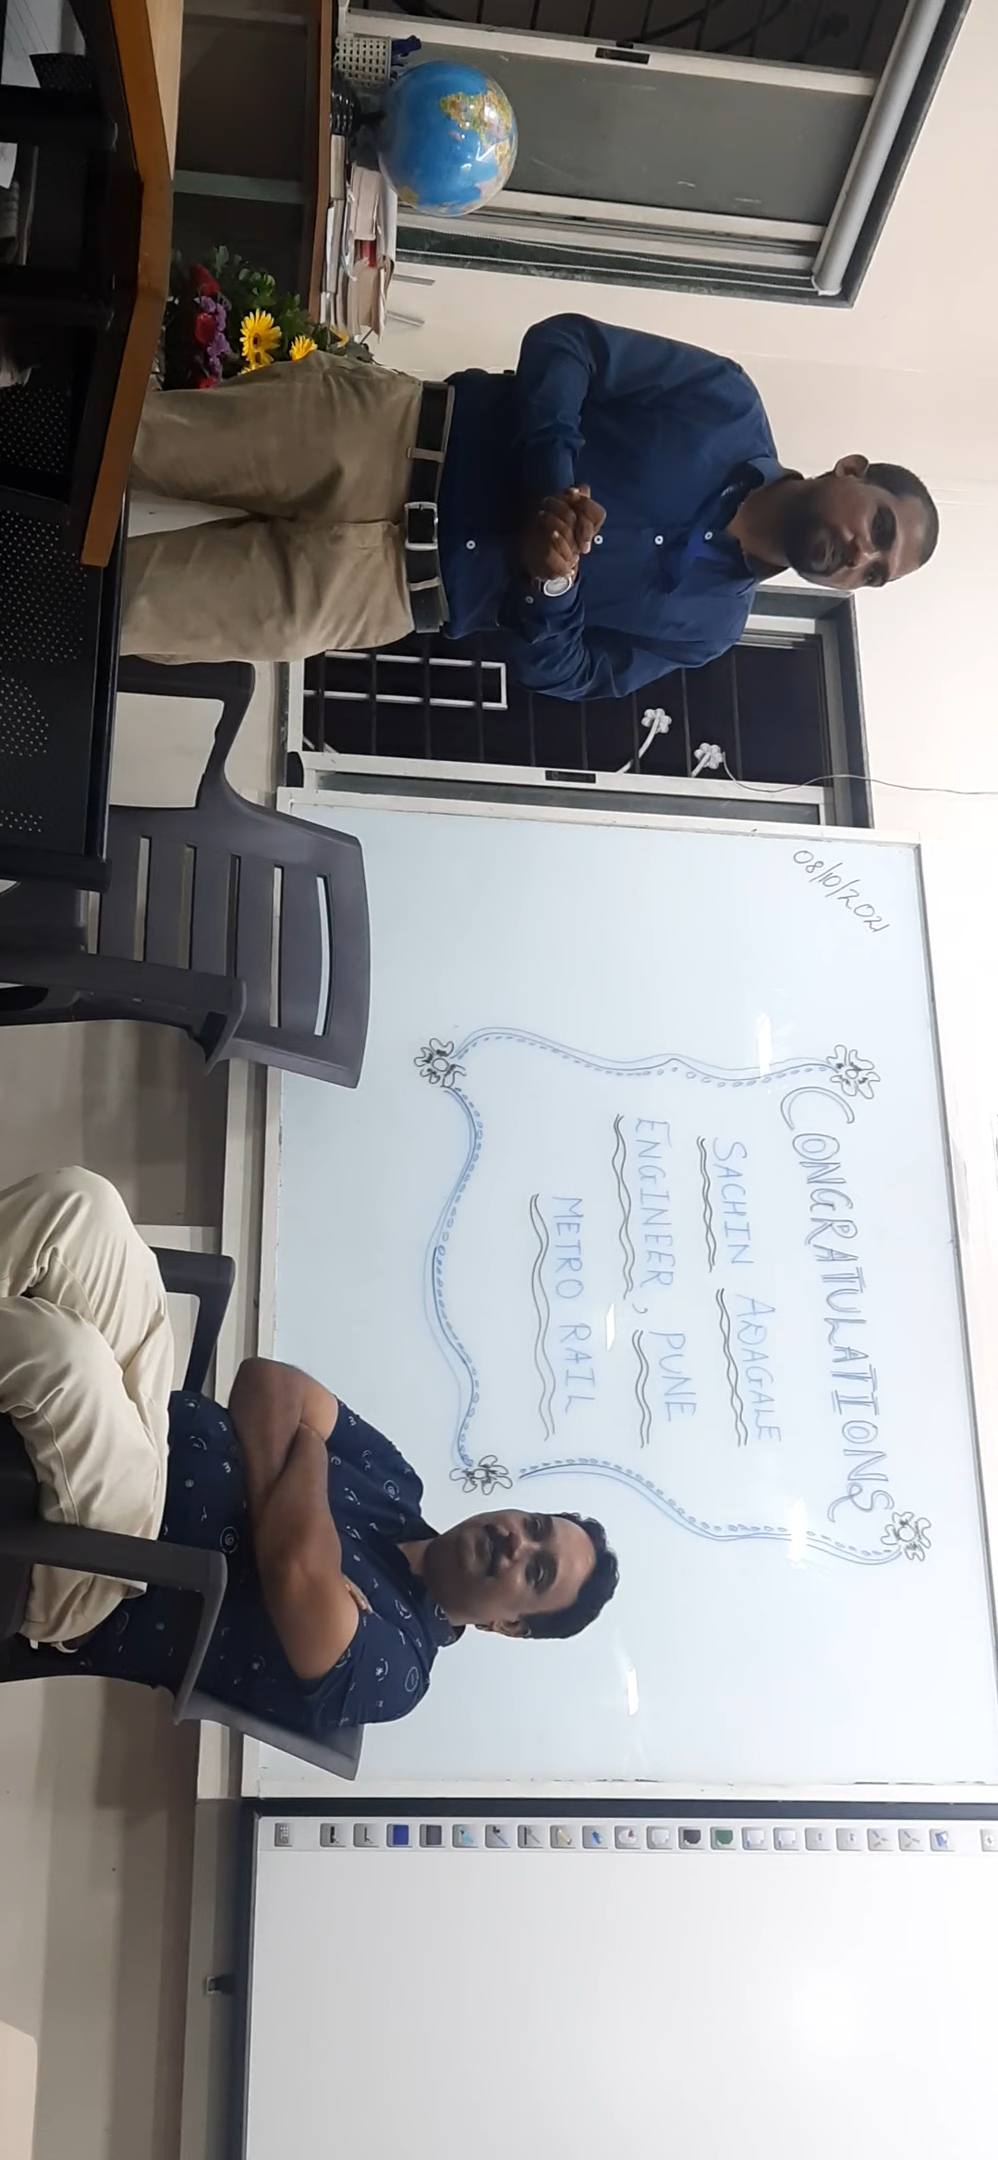 08/10/2021
CONGRATULATIONS
SACHIN ADAGALE
ENGINEER, PUNE
METRO RAIL